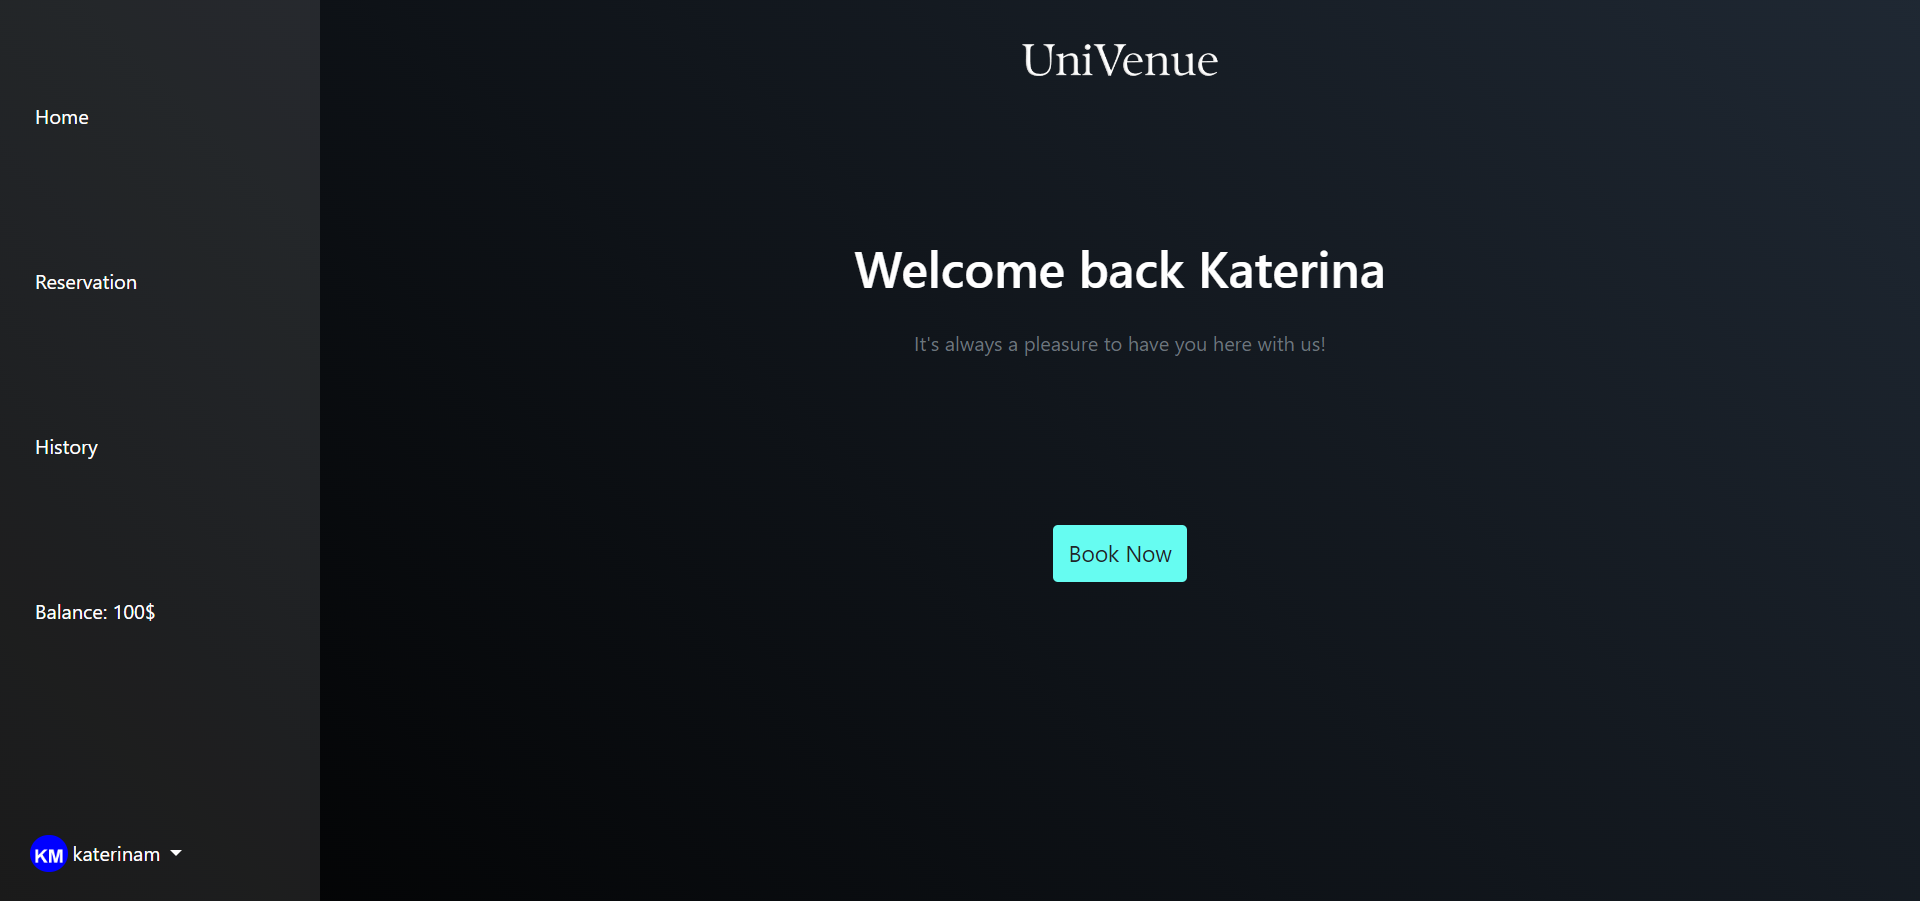 UniVenue
Home
Reservation
History
Balance: 100$
KM katerinam
Welcome back Katerina
It's always a pleasure to have you here with us!
Book Now